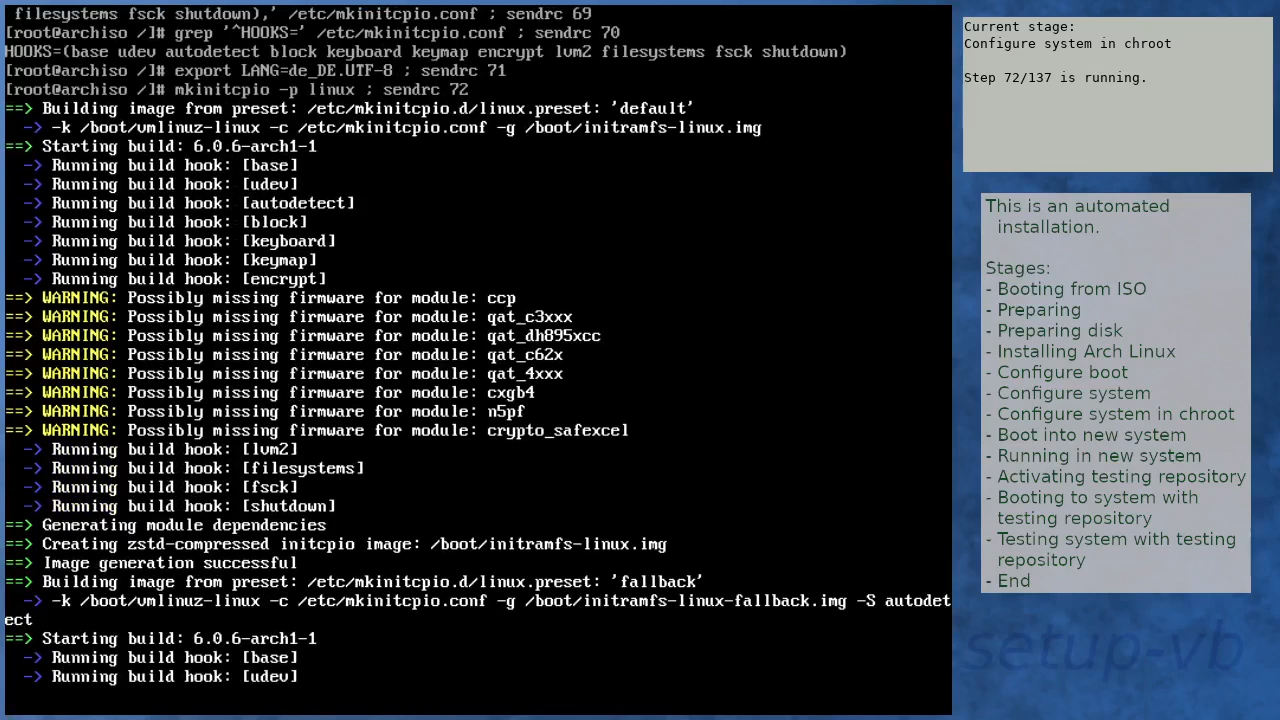 filesystems fsck shutdown),' /etc/mkinitcpio.conf ; sendrc 69
[root@archiso /]# grep '^HOOKS=' /etc/mkinitcpio.conf ; sendrc 70
HOOKS=(base udev autodetect block keyboard keymap encrypt lvm2 filesystems fsck shutdown)
[root@archiso /]# export LANG=de_DE.UTF-8 ; sendrc 71
[root@archiso /]# mkinitcpio -p linux ; sendrc 72
==> Building image from preset: /etc/mkinitcpio.d/linux.preset: 'default'
  -> -k /boot/vmlinuz-linux -c /etc/mkinitcpio.conf -g /boot/initramfs-linux.img
==> Starting build: 6.0.6-arch1-1
  -> Running build hook: [base]
  -> Running build hook: [udev]
  -> Running build hook: [autodetect]
  -> Running build hook: [block]
  -> Running build hook: [keyboard]
  -> Running build hook: [keymap]
  -> Running build hook: [encrypt]
==> WARNING: Possibly missing firmware for module: ccp
==> WARNING: Possibly missing firmware for module: qat_c3xxx
==> WARNING: Possibly missing firmware for module: qat_dh895xcc
==> WARNING: Possibly missing firmware for module: qat_c62x
==> WARNING: Possibly missing firmware for module: qat_4xxx
==> WARNING: Possibly missing firmware for module: cxgb4
==> WARNING: Possibly missing firmware for module: n5pf
==> WARNING: Possibly missing firmware for module: crypto_safexcel
  -> Running build hook: [lvm2]
  -> Running build hook: [filesystems]
  -> Running build hook: [fsck]
  -> Running build hook: [shutdown]
==> Generating module dependencies
==> Creating zstd-compressed initcpio image: /boot/initramfs-linux.img
==> Image generation successful
==> Building image from preset: /etc/mkinitcpio.d/linux.preset: 'fallback'
  -> -k /boot/vmlinuz-linux -c /etc/mkinitcpio.conf -g /boot/initramfs-linux-fallback.img -S autodet
ect
==> Starting build: 6.0.6-arch1-1
  -> Running build hook: [base]
  -> Running build hook: [udev]
Current stage:
Configure system in chroot
Step 72/137 is running.
This is an automated
installation.
Stages:
- Booting from ISO
- Preparing
- Preparing disk
- Installing Arch Linux
- Configure boot
- Configure system
- Configure system in chroot
- Boot into new system
- Running in new system
- Activating testing repository
- Booting to system with
testing repository
- Testing system with testing
repository
- End
setup-vb